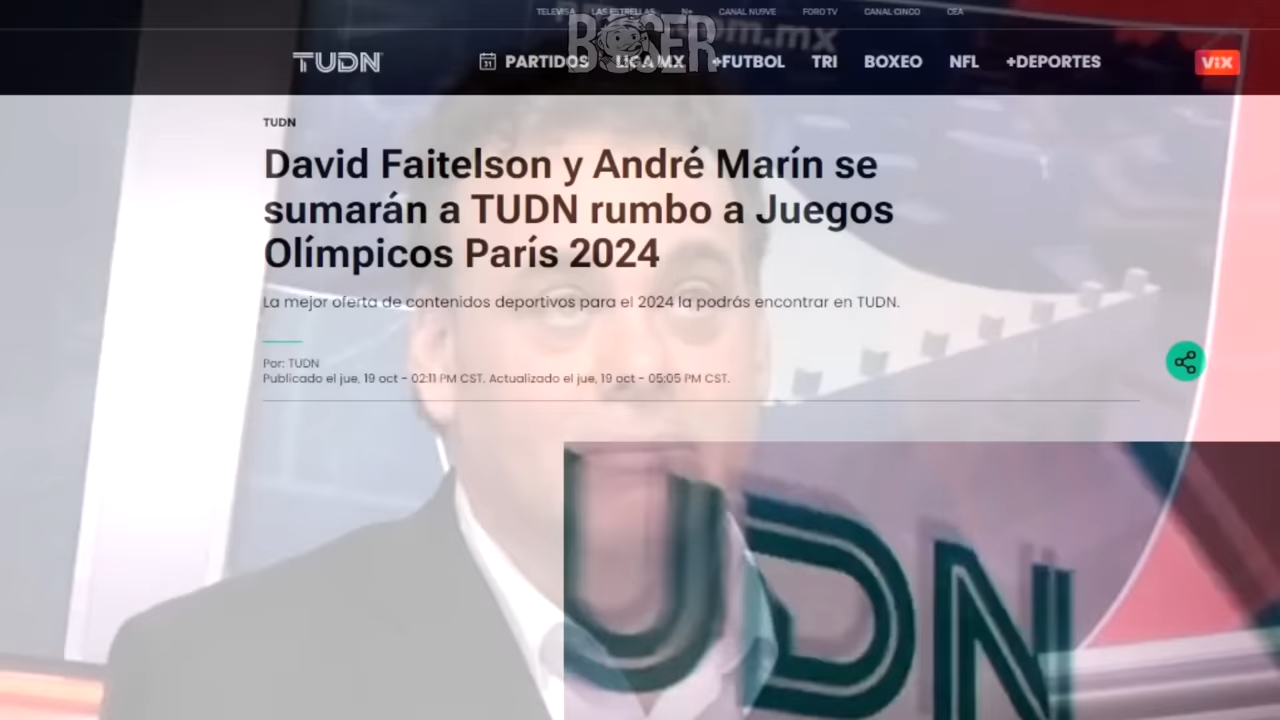 TELEVISA LAS ESTRELLAS N+ CANAL NU9VE FORO TV CANAL CINCO CEA
BOSER
om.mx
TUDN PARTIDOS LIGA MX +FUTBOL TRI BOXEO NFL +DEPORTES ViX
TUDN
David Faitelson y André Marín se
sumarán a TUDN rumbo a Juegos
Olímpicos París 2024
La mejor oferta de contenidos deportivos para el 2024 la podrás encontrar en TUDN.
Por: TUDN
Publicado el jue, 19 oct - 02:11 PM CST. Actualizado el jue, 19 oct - 05:05 PM CST.
UDN